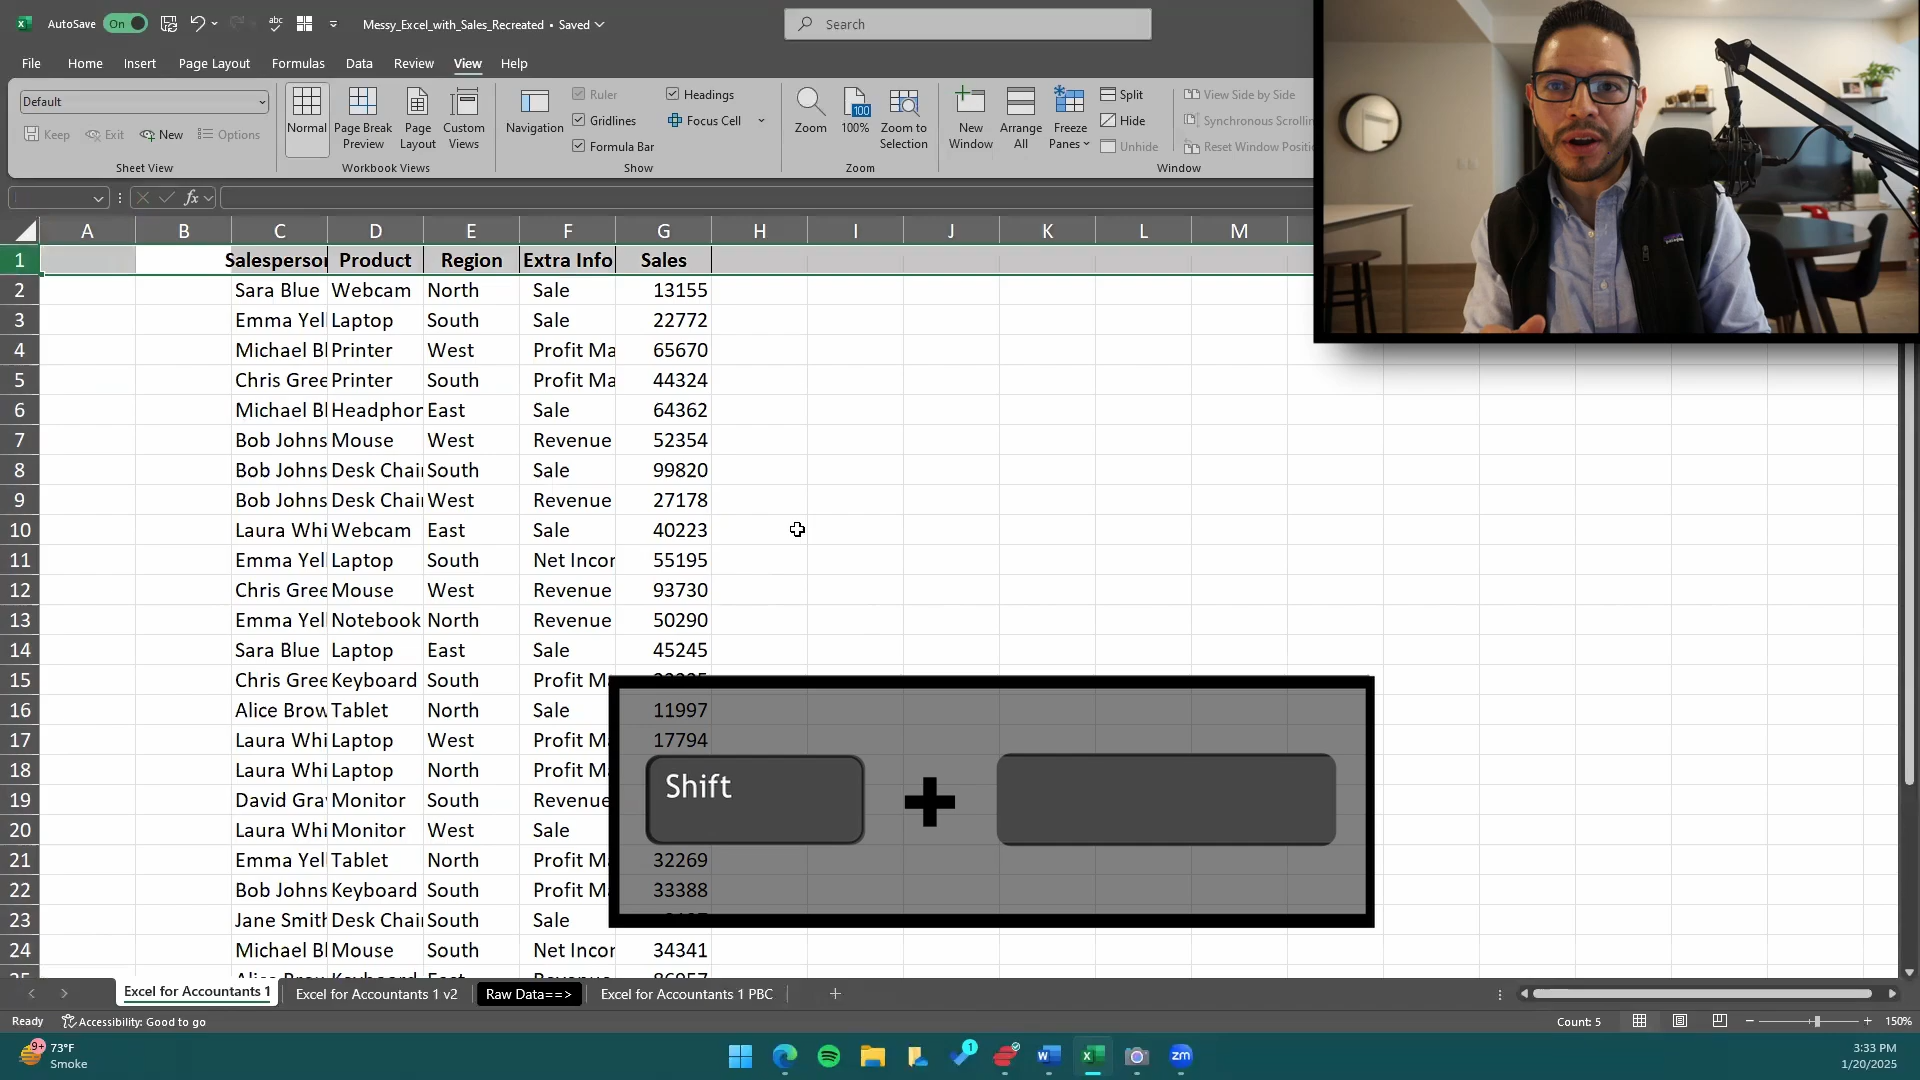 AutoSave On abc Messy_Excel_with_Sales_Recreated • Saved Search
File Home Insert Page Layout Formulas Data Review View Help
Default
Keep Exit New Options
Sheet View
Normal Page Break Preview Page Layout Custom Views
Workbook Views
Navigation
Ruler Headings
Gridlines Focus Cell
Formula Bar
Show
Zoom 100 100% Zoom to Selection
Zoom
New Window Arrange All Freeze Panes
Split
Hide
Unhide
View Side by Side
Synchronous Scrollin
Reset Window Positi
Window
fx
A B C D E F G H I J K L M
1 Salesperson Product Region Extra Info Sales
2 Sara Blue Webcam North Sale 13155
3 Emma Yel Laptop South Sale 22772
4 Michael Bl Printer West Profit Ma 65670
5 Chris Gree Printer South Profit Ma 44324
6 Michael Bl Headphor East Sale 64362
7 Bob Johns Mouse West Revenue 52354
8 Bob Johns Desk Chair South Sale 99820
9 Bob Johns Desk Chair West Revenue 27178
10 Laura Whi Webcam East Sale 40223
11 Emma Yel Laptop South Net Incor 55195
12 Chris Gree Mouse West Revenue 93730
13 Emma Yel Notebook North Revenue 50290
14 Sara Blue Laptop East Sale 45245
15 Chris Gree Keyboard South Profit M
16 Alice Brow Tablet North Sale 11997
17 Laura Whi Laptop West Profit M 17794
18 Laura Whi Laptop North Profit M
19 David Gra Monitor South Revenue
20 Laura Whi Monitor West Sale
21 Emma Yel Tablet North Profit M 32269
22 Bob Johns Keyboard South Profit M 33388
23 Jane Smith Desk Chair South Sale
24 Michael Bl Mouse South Net Incor 34341
Shift +
Excel for Accountants 1 Excel for Accountants 1 v2 Raw Data==> Excel for Accountants 1 PBC
Ready Accessibility: Good to go Count: 5 150%
9+ 73°F
Smoke
1
zm
3:33 PM
1/20/2025